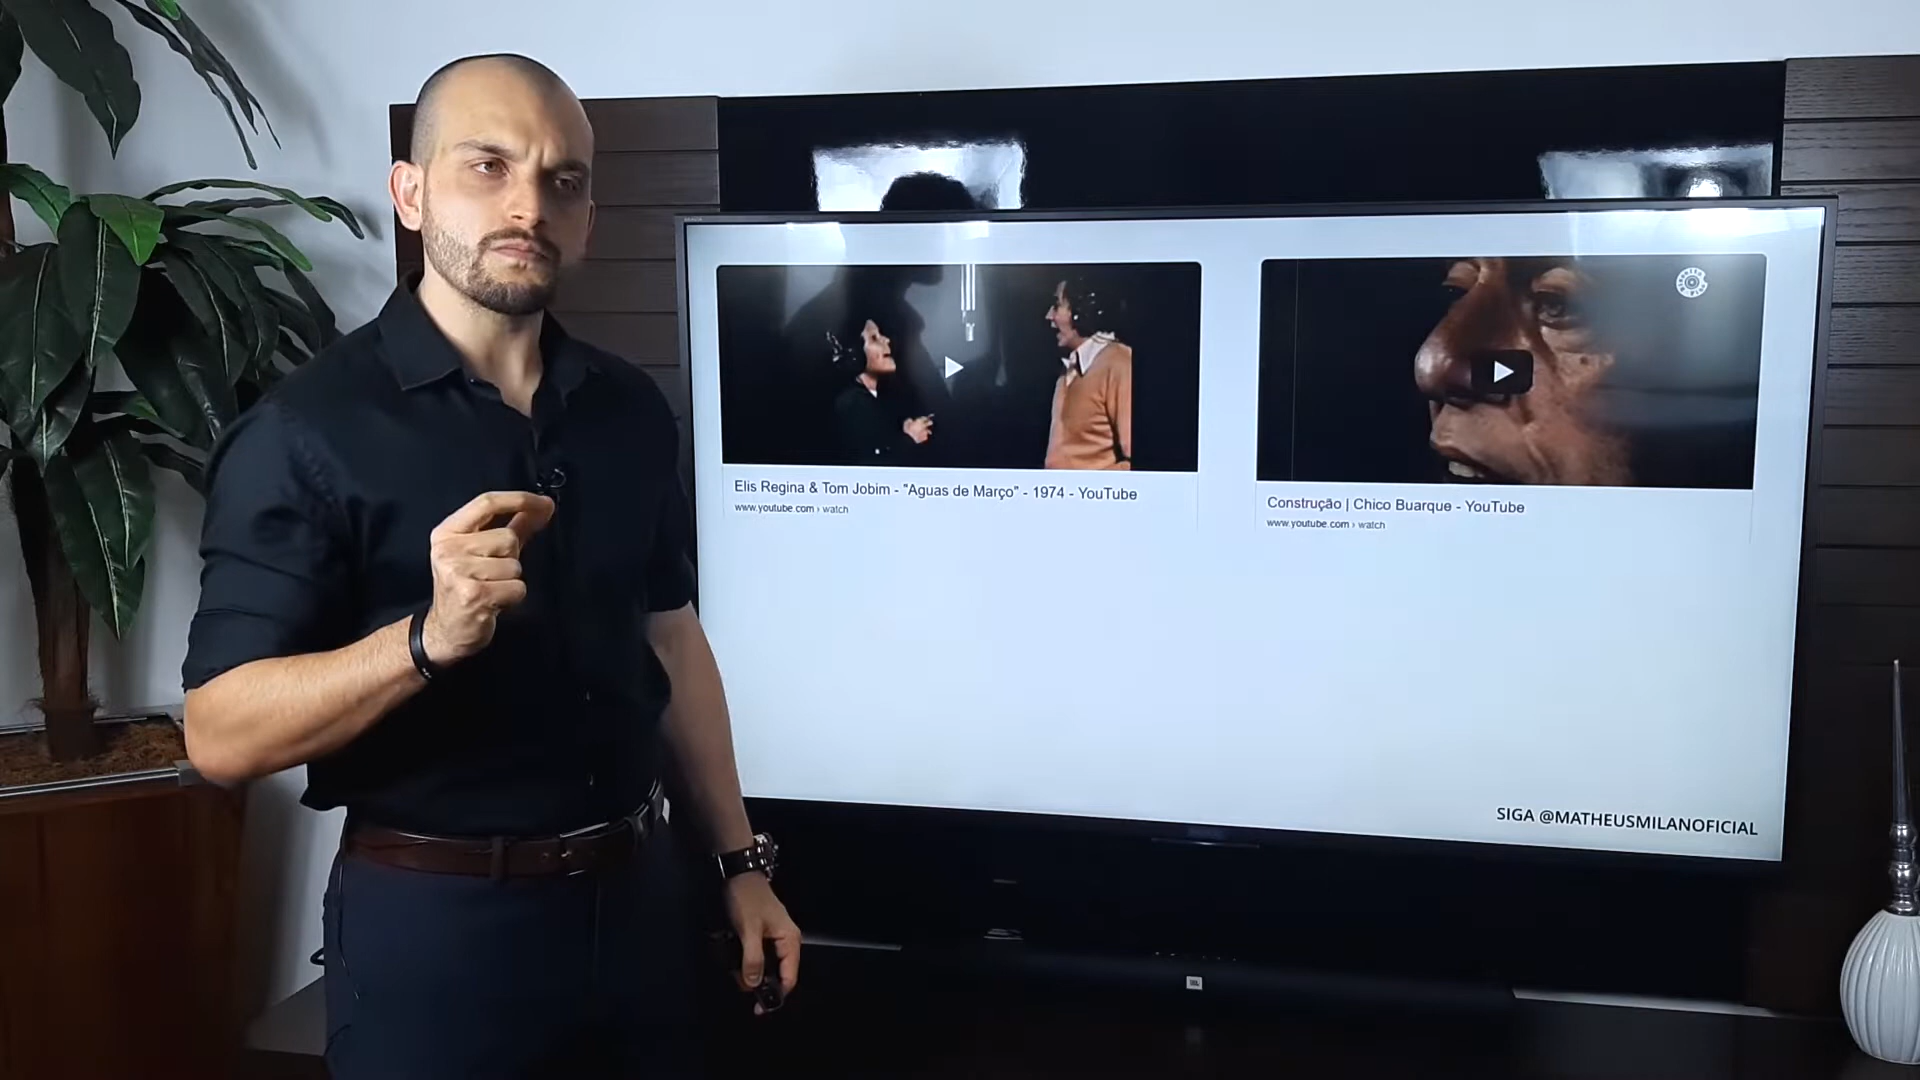 Elis Regina & Tom Jobim - "Aguas de Março" - 1974 - YouTube
www.youtube.com › watch
Construção | Chico Buarque - YouTube
www.youtube.com › watch
SIGA @MATHEUSMILANOFICIAL
JBL